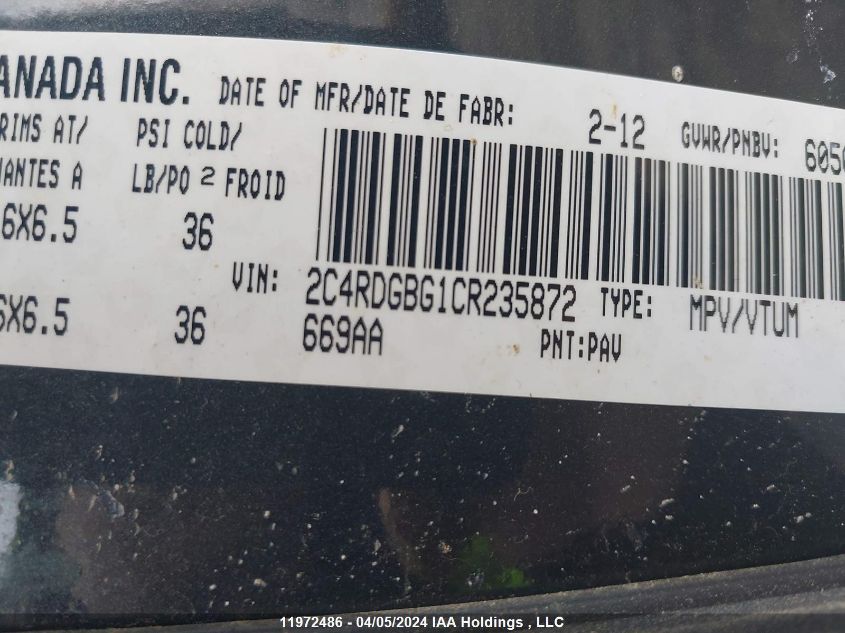 ANADA INC. DATE OF MFR/DATE DE FABR: 2-12 GVWR/PNBV: 605
RIMS AT/ PSI COLD/
JANTES A LB/PO 2 FROID
6X6.5 36
VIN: 2C4RDGBG1CR235872 TYPE: MPV/VTUM
6X6.5 36 669AA PNT:PAV
11972486 - 04/05/2024 IAA Holdings , LLC